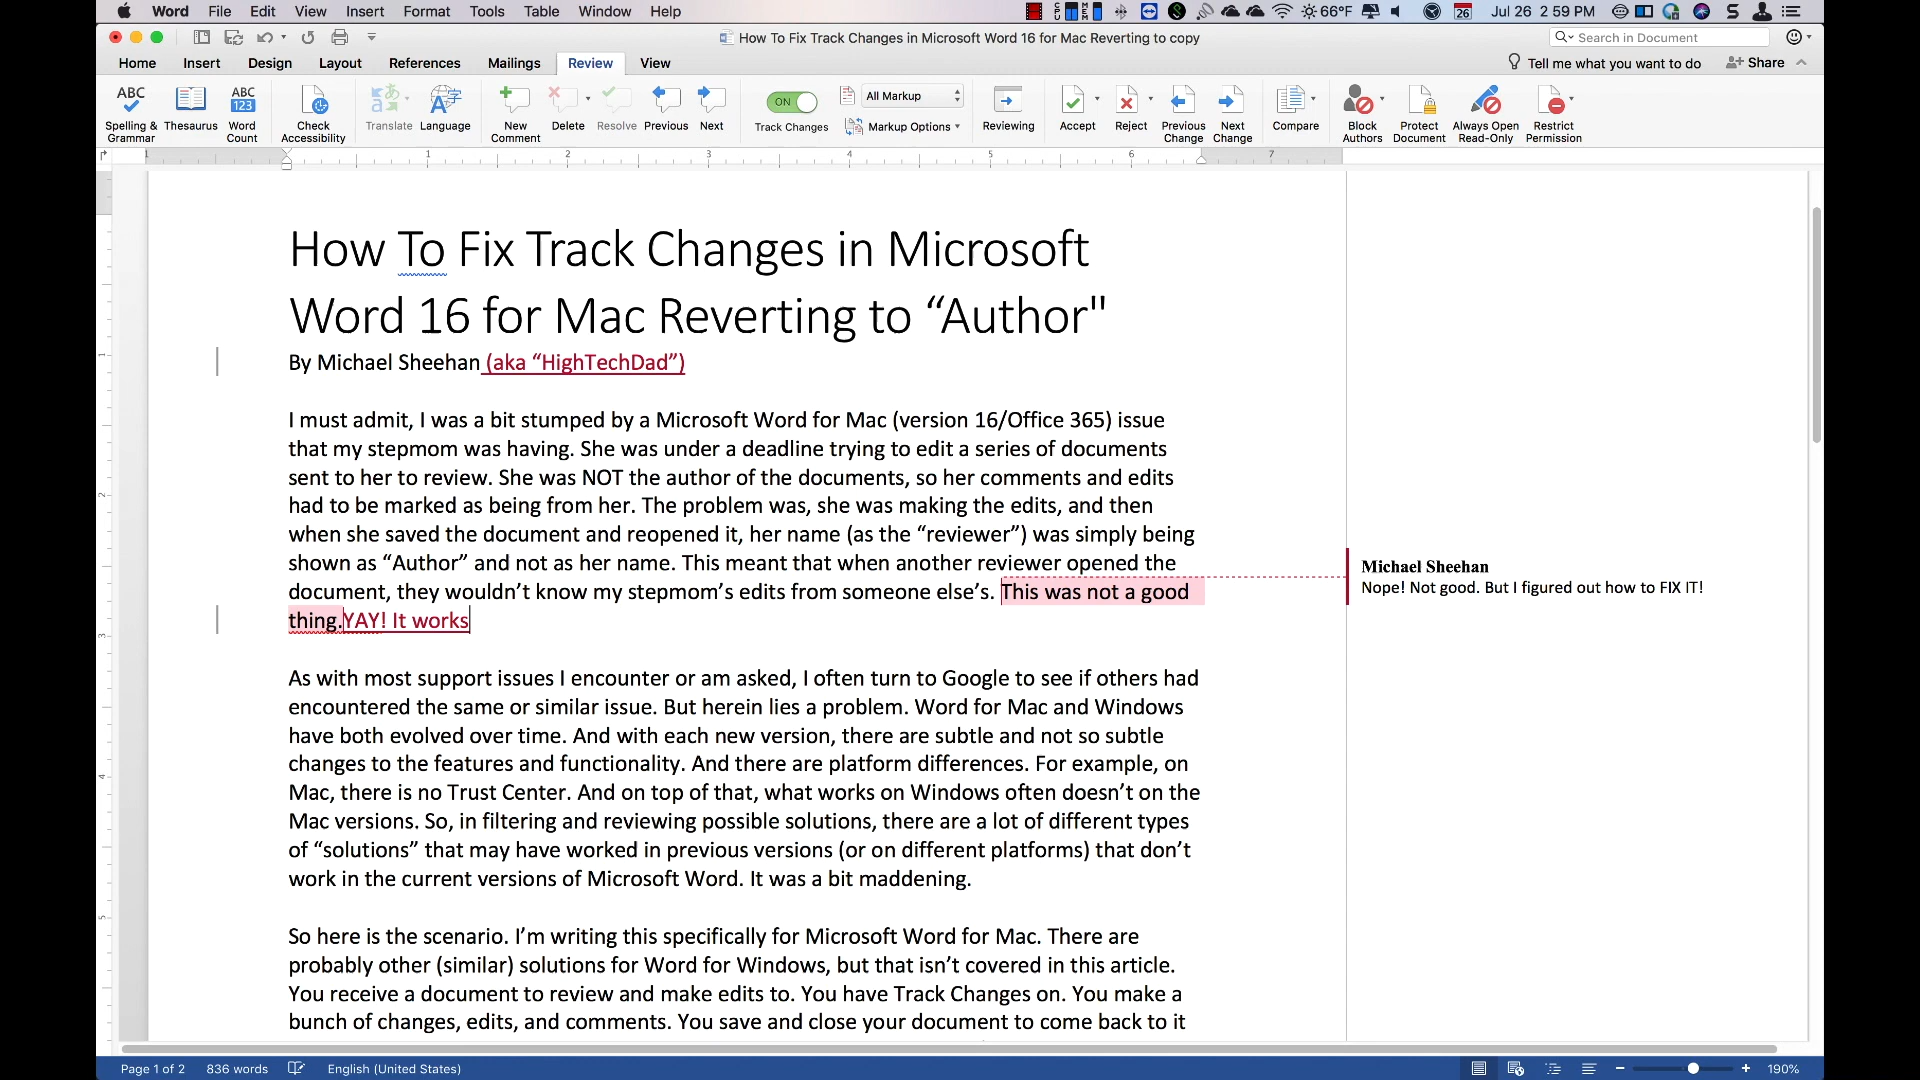 Word File Edit View Insert Format Tools Table Window Help 66°F 26 Jul 26 2:59 PM
How To Fix Track Changes in Microsoft Word 16 for Mac Reverting to copy
Search in Document
Home Insert Design Layout References Mailings Review View Tell me what you want to do Share
ABC ABC 123 ON All Markup
Spelling & Grammar Thesaurus Word Count Check Accessibility Translate Language New Comment Delete Resolve Previous Next Track Changes Markup Options Reviewing Accept Reject Previous Change Next Change Compare Block Authors Protect Document Always Open Read-Only Restrict Permission
1 1 2 3 4 5 6 7
How To Fix Track Changes in Microsoft
Word 16 for Mac Reverting to “Author"
By Michael Sheehan (aka “HighTechDad”)
I must admit, I was a bit stumped by a Microsoft Word for Mac (version 16/Office 365) issue
that my stepmom was having. She was under a deadline trying to edit a series of documents
sent to her to review. She was NOT the author of the documents, so her comments and edits
had to be marked as being from her. The problem was, she was making the edits, and then
when she saved the document and reopened it, her name (as the “reviewer”) was simply being
shown as “Author” and not as her name. This meant that when another reviewer opened the
document, they wouldn’t know my stepmom’s edits from someone else’s. This was not a good
thing.YAY! It works
Michael Sheehan
Nope! Not good. But I figured out how to FIX IT!
As with most support issues I encounter or am asked, I often turn to Google to see if others had
encountered the same or similar issue. But herein lies a problem. Word for Mac and Windows
have both evolved over time. And with each new version, there are subtle and not so subtle
changes to the features and functionality. And there are platform differences. For example, on
Mac, there is no Trust Center. And on top of that, what works on Windows often doesn’t on the
Mac versions. So, in filtering and reviewing possible solutions, there are a lot of different types
of “solutions” that may have worked in previous versions (or on different platforms) that don’t
work in the current versions of Microsoft Word. It was a bit maddening.
So here is the scenario. I’m writing this specifically for Microsoft Word for Mac. There are
probably other (similar) solutions for Word for Windows, but that isn’t covered in this article.
You receive a document to review and make edits to. You have Track Changes on. You make a
bunch of changes, edits, and comments. You save and close your document to come back to it
Page 1 of 2 836 words English (United States) 190%